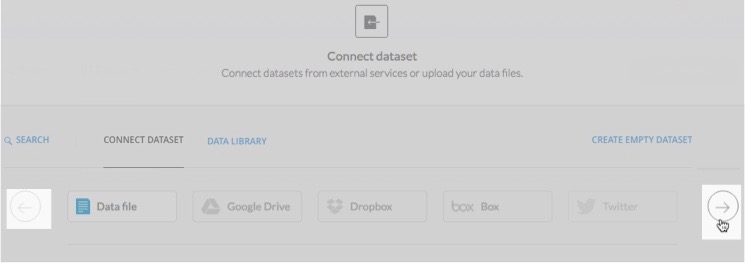 Connect dataset
Connect datasets from external services or upload your data files.
SEARCH CONNECT DATASET DATA LIBRARY CREATE EMPTY DATASET
Data file Google Drive Dropbox box Box Twitter